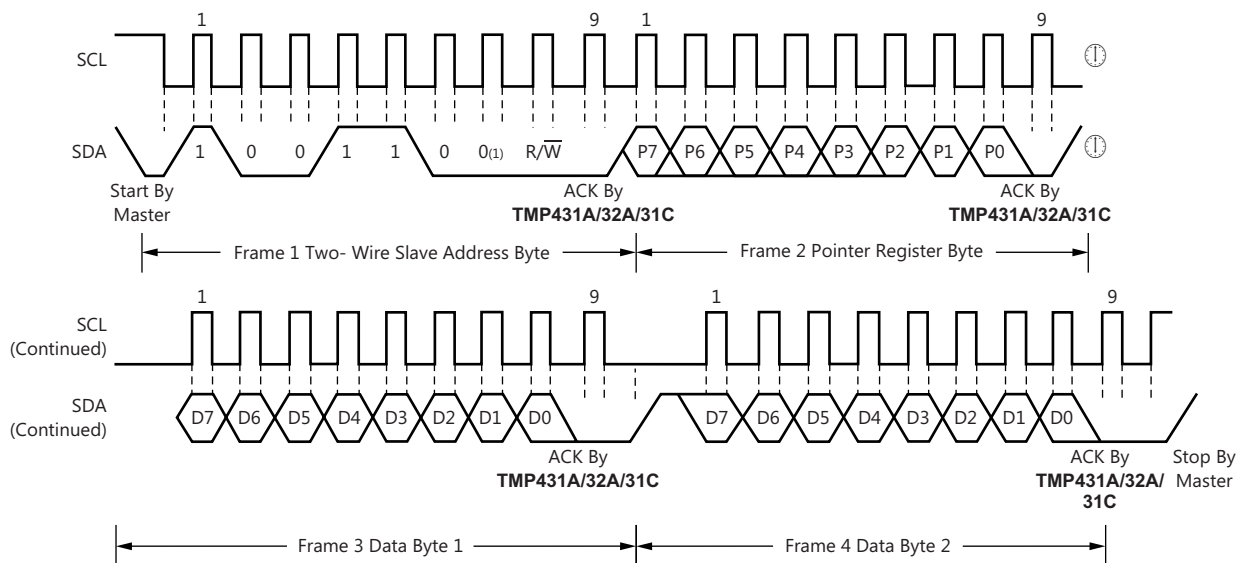 1 9 1 9
SCL
SDA 1 0 0 1 1 0 0(1) R/W̅ P7 P6 P5 P4 P3 P2 P1 P0
Start By
Master
ACK By
TMP431A/32A/31C
ACK By
TMP431A/32A/31C
Frame 1 Two- Wire Slave Address Byte
Frame 2 Pointer Register Byte
1 9 1 9
SCL
(Continued)
SDA
(Continued)
D7 D6 D5 D4 D3 D2 D1 D0 D7 D6 D5 D4 D3 D2 D1 D0
ACK By
TMP431A/32A/31C
ACK By
TMP431A/32A/
31C
Stop By
Master
Frame 3 Data Byte 1
Frame 4 Data Byte 2